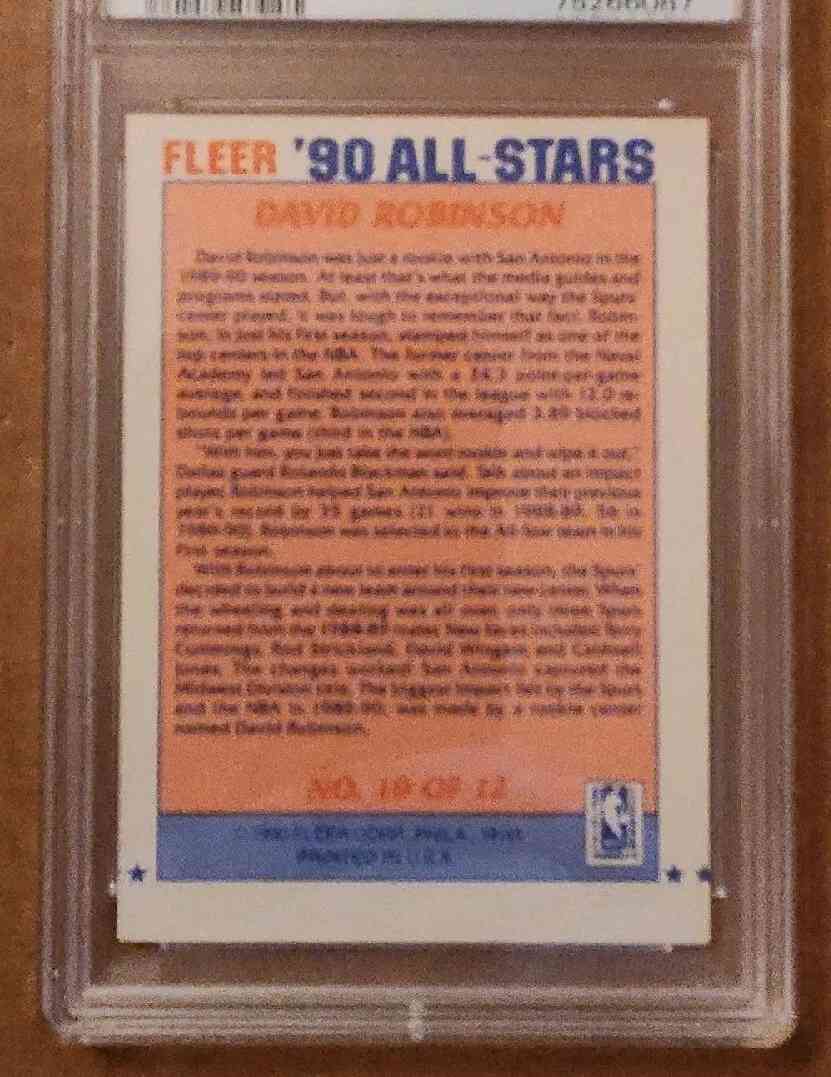 75266087
FLEER '90 ALL-STARS
DAVID ROBINSON
David Robinson was just a rookie with San Antonio in the
1989-90 season. At least that's what the media guides and
programs stated. But, with the exceptional way the Spurs'
center played, it was tough to remember that fact. Robin-
son, in just his first season, stamped himself as one of the
top centers in the NBA. The former center from the Naval
Academy led San Antonio with a 24.3 point-per-game
average, and finished second in the league with 12.0 re-
bounds per game. Robinson also averaged 3.89 blocked
shots per game (third in the NBA).
"With him, you just take the word rookie and wipe it out,"
Dallas guard Rolando Blackman said. Talk about an impact
player, Robinson helped San Antonio improve their previous
year's record by 35 games (21 wins in 1988-89, 56 in
1989-90). Robinson was selected to the All-Star team in his
first season.
With Robinson about to enter his first season, the Spurs
decided to build a new team around their new center. When
the wheeling and dealing was all over, only three Spurs
returned from the 1988-89 roster. New faces included Terry
Cummings, Rod Strickland, David Wingate and Caldwell
Jones. The changes worked! San Antonio captured the
Midwest Division title. The biggest impact felt by the Spurs
and the NBA in 1989-90, was made by a rookie center
named David Robinson.
NO. 10 OF 12
© 1990 FLEER CORP. PHILA.
PRINTED IN U.S.A.